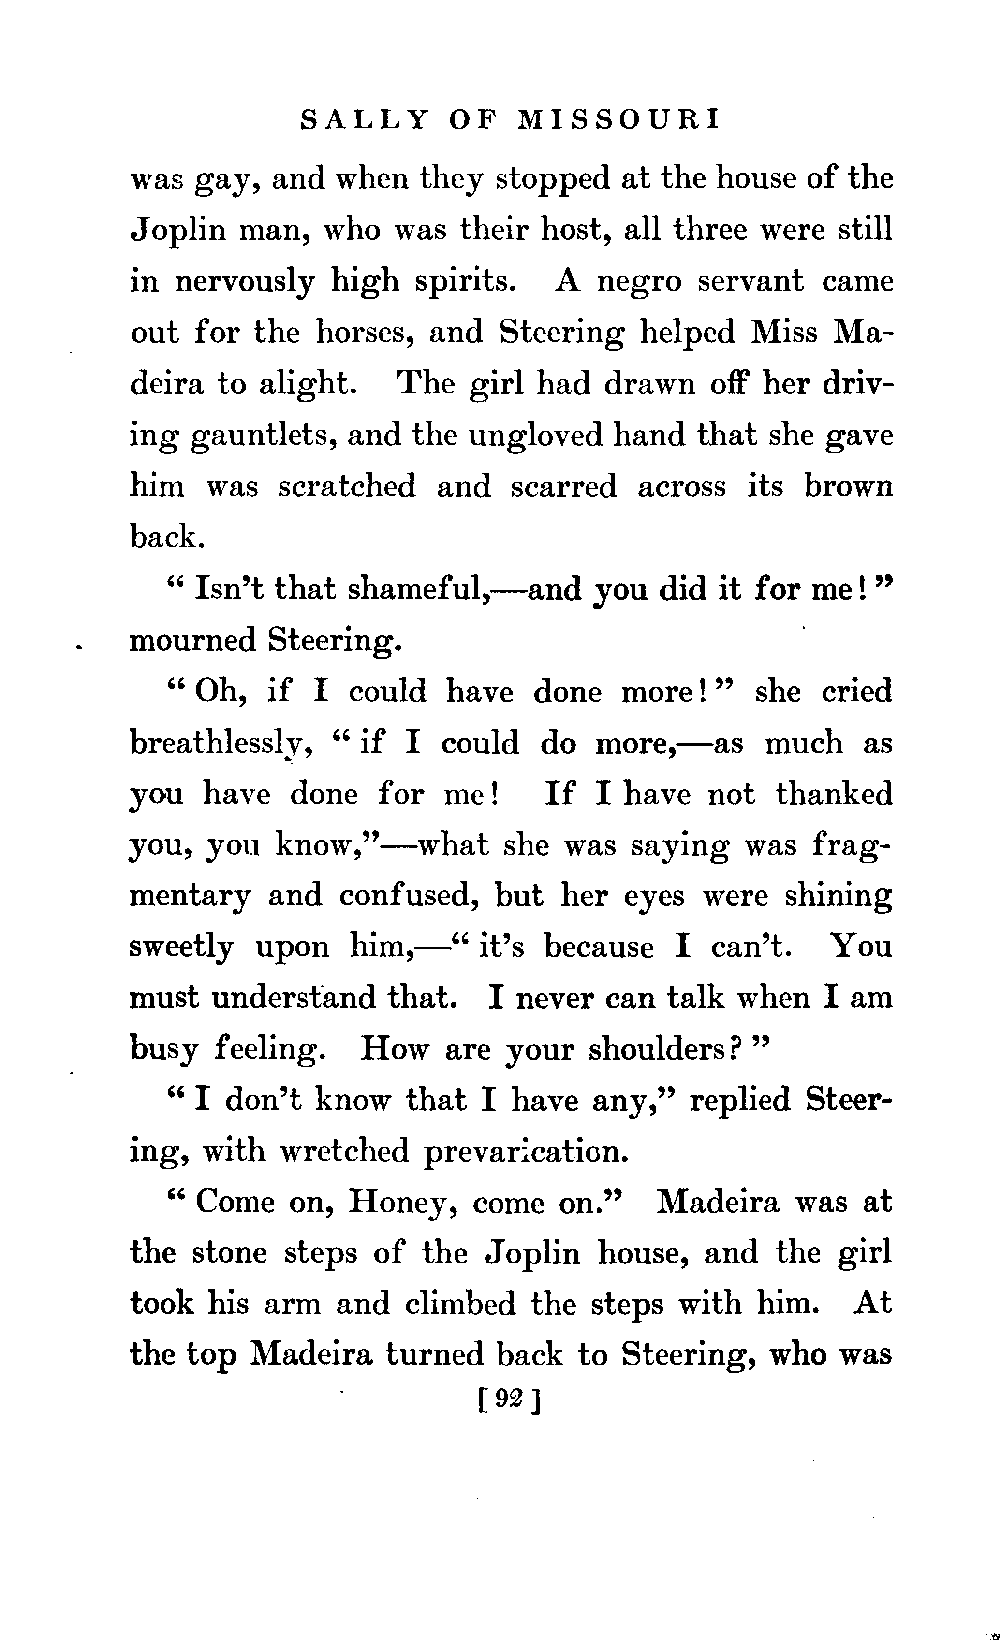 SALLY OF MISSOURI
was gay, and when they stopped at the house of the
Joplin man, who was their host, all three were still
in nervously high spirits. A negro servant came
out for the horses, and Steering helped Miss Ma-
deira to alight. The girl had drawn off her driv-
ing gauntlets, and the ungloved hand that she gave
him was scratched and scarred across its brown
back.
“ Isn’t that shameful,—and you did it for me! ”
mourned Steering.
“ Oh, if I could have done more! ” she cried
breathlessly, “ if I could do more,—as much as
you have done for me! If I have not thanked
you, you know,”—what she was saying was frag-
mentary and confused, but her eyes were shining
sweetly upon him,—“ it’s because I can’t. You
must understand that. I never can talk when I am
busy feeling. How are your shoulders? ”
“ I don’t know that I have any,” replied Steer-
ing, with wretched prevarication.
“ Come on, Honey, come on.” Madeira was at
the stone steps of the Joplin house, and the girl
took his arm and climbed the steps with him. At
the top Madeira turned back to Steering, who was
[ 92 ]